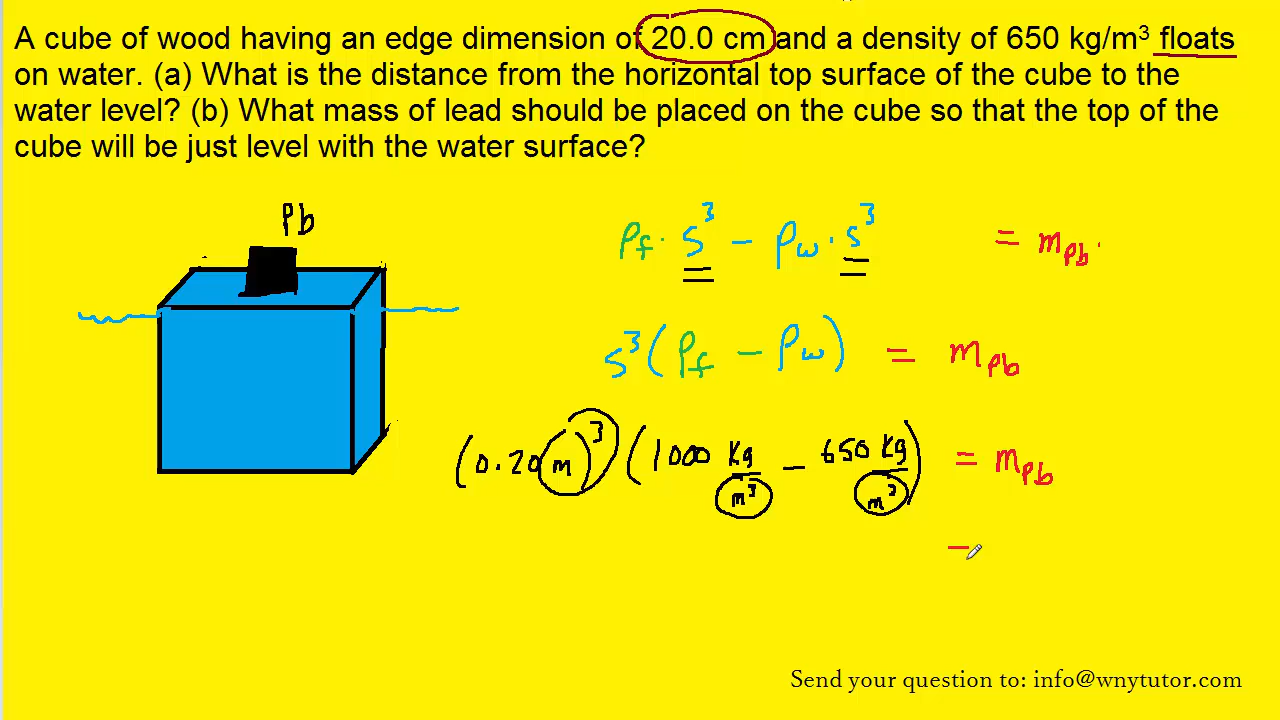 A cube of wood having an edge dimension of 20.0 cm and a density of 650 kg/m³ floats
on water. (a) What is the distance from the horizontal top surface of the cube to the
water level? (b) What mass of lead should be placed on the cube so that the top of the
cube will be just level with the water surface?
Pb
ρf · s³ − ρw · s³ = mPb ·
s³(ρf − ρw) = mPb
(0.20 m)³ (1000 kg/m³ − 650 kg/m³) = mPb
Send your question to: info@wnytutor.com